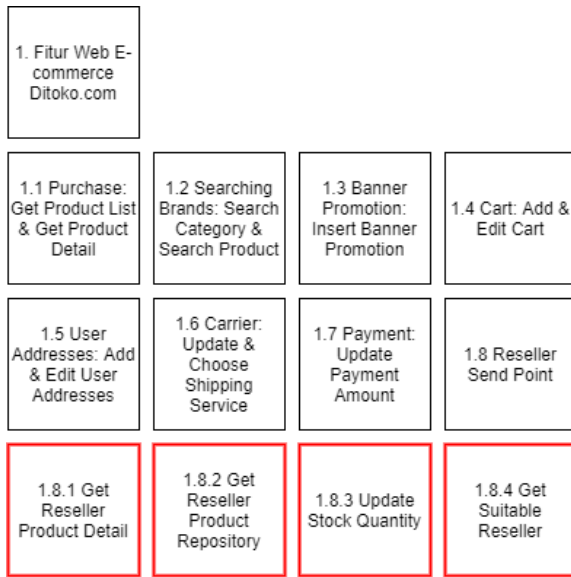 1. Fitur Web E-
commerce
Ditoko.com
1.1 Purchase:
Get Product List
& Get Product
Detail
1.2 Searching
Brands: Search
Category &
Search Product
1.3 Banner
Promotion:
Insert Banner
Promotion
1.4 Cart: Add &
Edit Cart
1.5 User
Addresses: Add
& Edit User
Addresses
1.6 Carrier:
Update &
Choose
Shipping
Service
1.7 Payment:
Update
Payment
Amount
1.8 Reseller
Send Point
1.8.1 Get
Reseller
Product Detail
1.8.2 Get
Reseller
Product
Repository
1.8.3 Update
Stock Quantity
1.8.4 Get
Suitable
Reseller